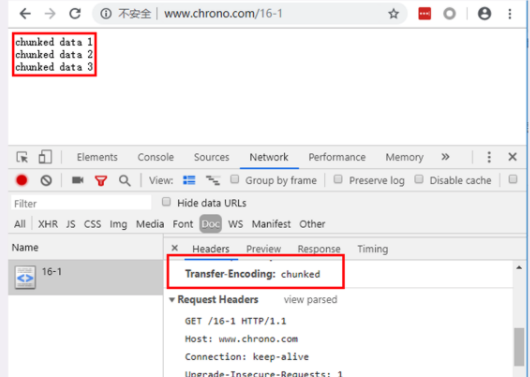 不安全 | www.chrono.com/16-1
chunked data 1
chunked data 2
chunked data 3
Elements Console Sources Network Performance Memory »
View: Group by frame Preserve log Disable cache
Filter Hide data URLs
All XHR JS CSS Img Media Font Doc WS Manifest Other
Name
16-1
× Headers Preview Response Timing
Transfer-Encoding: chunked
▼ Request Headers view parsed
GET /16-1 HTTP/1.1
Host: www.chrono.com
Connection: keep-alive
Upgrade-Insecure-Requests: 1